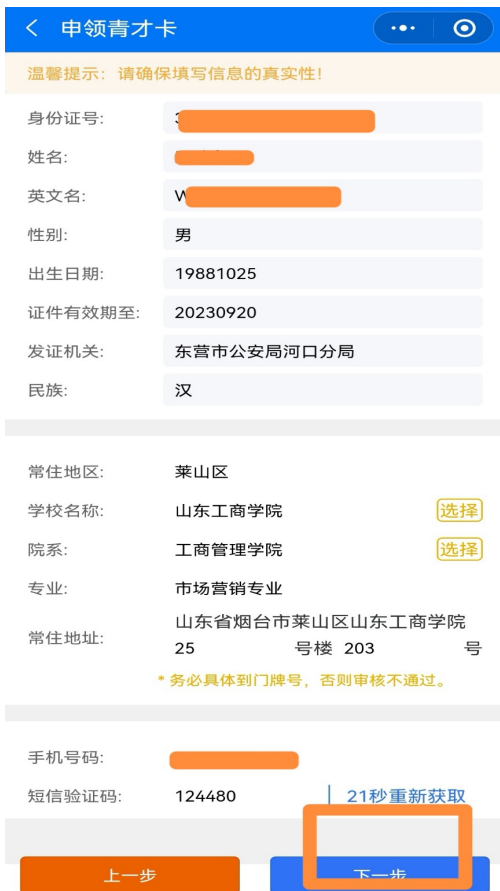 申领青才卡
温馨提示：请确保填写信息的真实性!
身份证号:
姓名:
英文名: W
性别: 男
出生日期: 19881025
证件有效期至: 20230920
发证机关: 东营市公安局河口分局
民族: 汉
常住地区: 莱山区
学校名称: 山东工商学院 选择
院系: 工商管理学院 选择
专业: 市场营销专业
山东省烟台市莱山区山东工商学院
常住地址: 25 号楼 203 号
* 务必具体到门牌号，否则审核不通过。
手机号码:
短信验证码: 124480 21秒重新获取
上一步 下一步